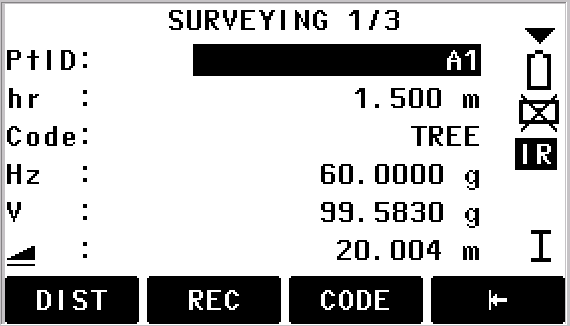 SURVEYING 1/3
PtID: A1
hr : 1.500 m
Code: TREE
IR
Hz : 60.0000 g
V : 99.5830 g
: 20.004 m
I
DIST REC CODE